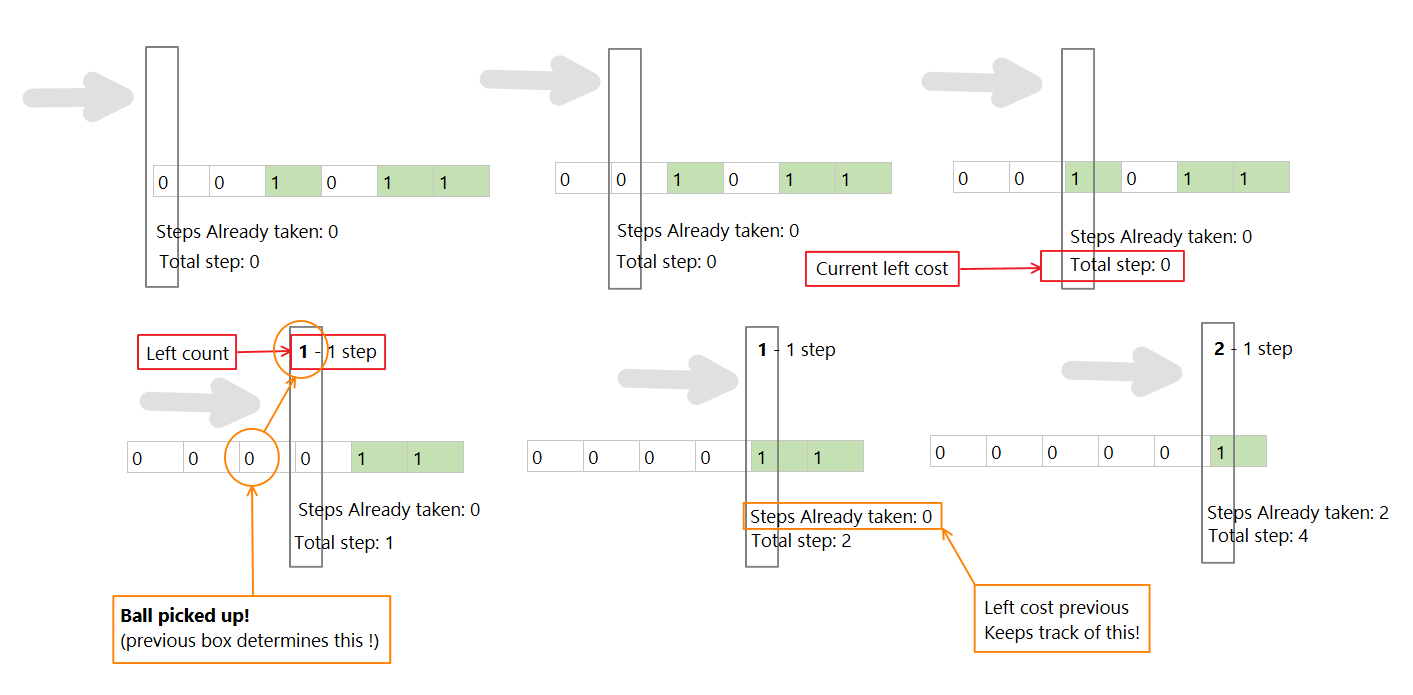 0 0 1 0 1 1
Steps Already taken: 0
Total step: 0
0 0 1 0 1 1
Steps Already taken: 0
Total step: 0
0 0 1 0 1 1
Steps Already taken: 0
Current left cost
Total step: 0
Left count
1 - 1 step
0 0 0 0 1 1
Steps Already taken: 0
Total step: 1
Ball picked up!
(previous box determines this !)
1 - 1 step
0 0 0 0 1 1
Steps Already taken: 0
Total step: 2
Left cost previous
Keeps track of this!
2 - 1 step
0 0 0 0 0 1
Steps Already taken: 2
Total step: 4